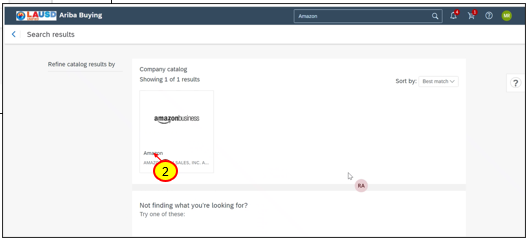 LAUSD Ariba Buying
Amazon
MR
Search results
Refine catalog results by
Company catalog
Showing 1 of 1 results
Sort by: Best match
amazonbusiness
Amazon
SALES, INC. A...
2
RA
?
Not finding what you're looking for?
Try one of these: